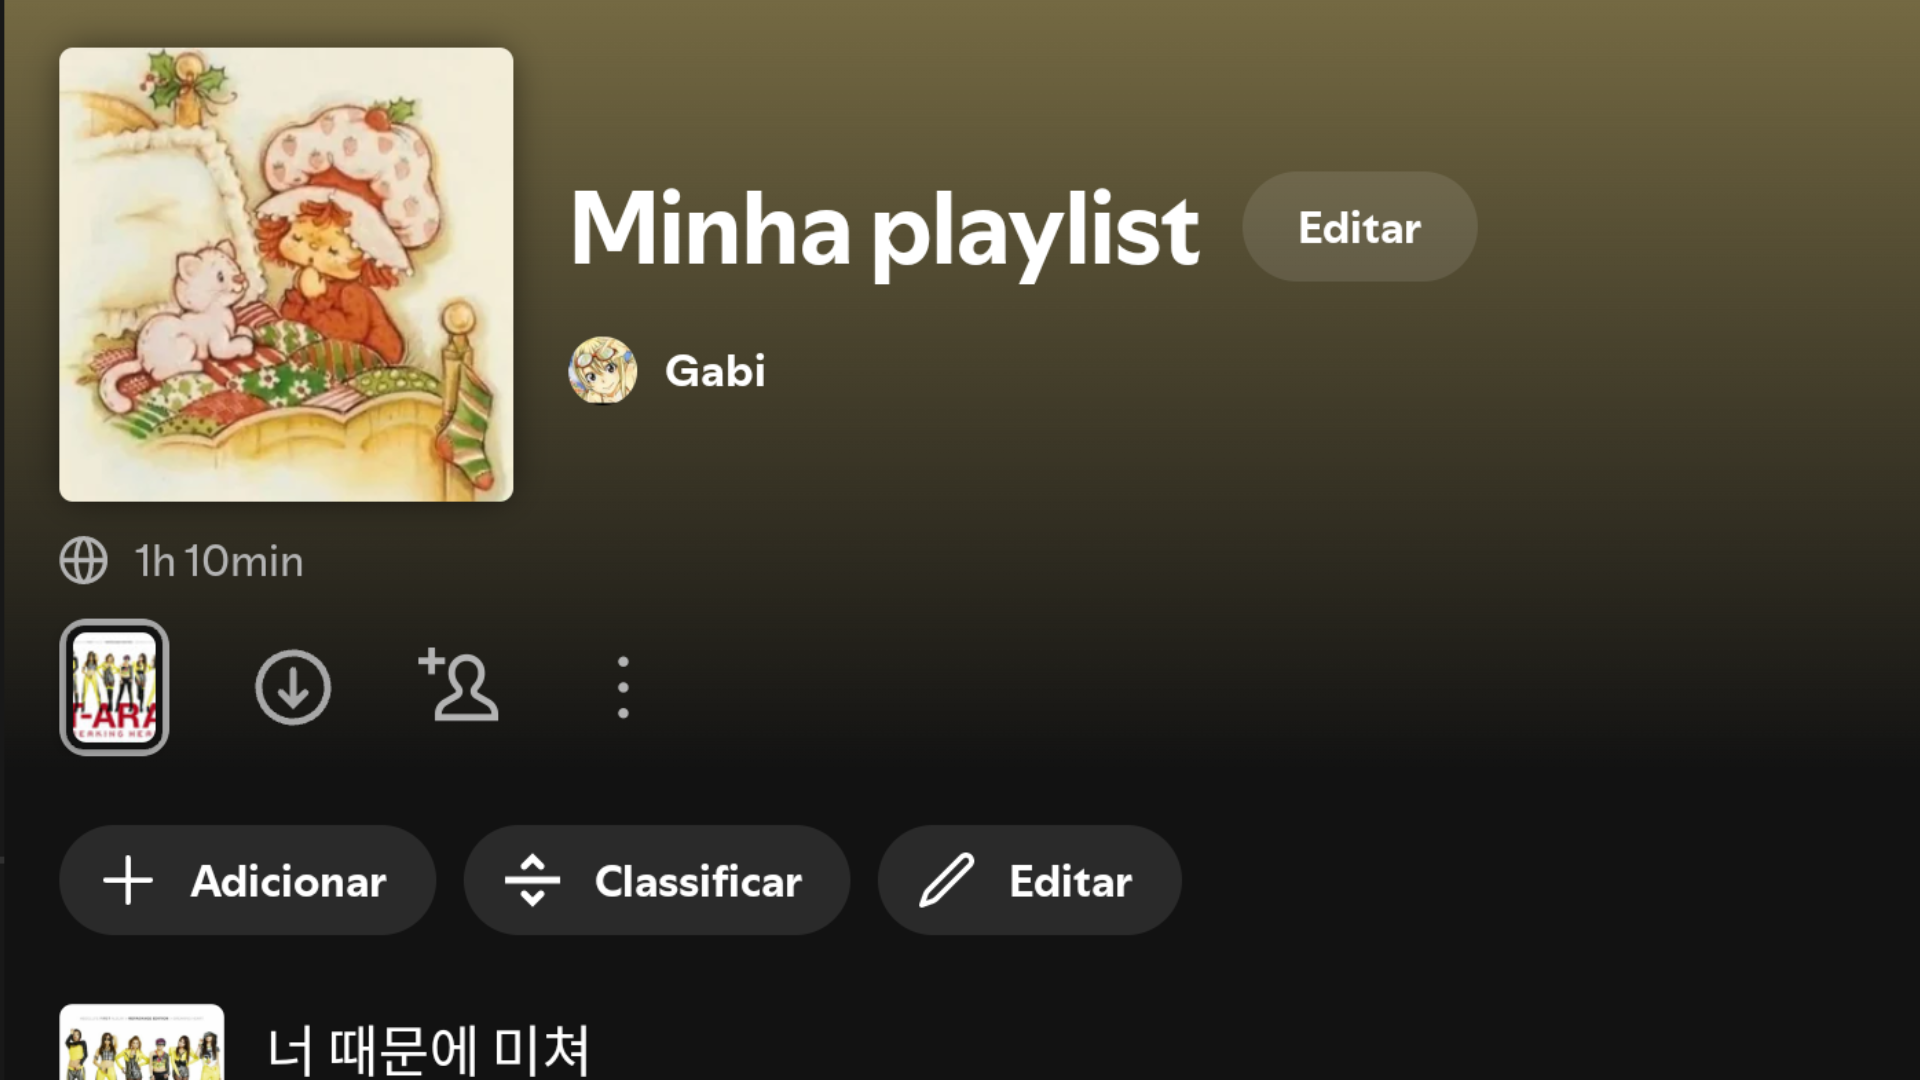 Minha playlist
Editar
Gabi
1h 10min
T-ARA
Adicionar
Classificar
Editar
너 때문에 미쳐